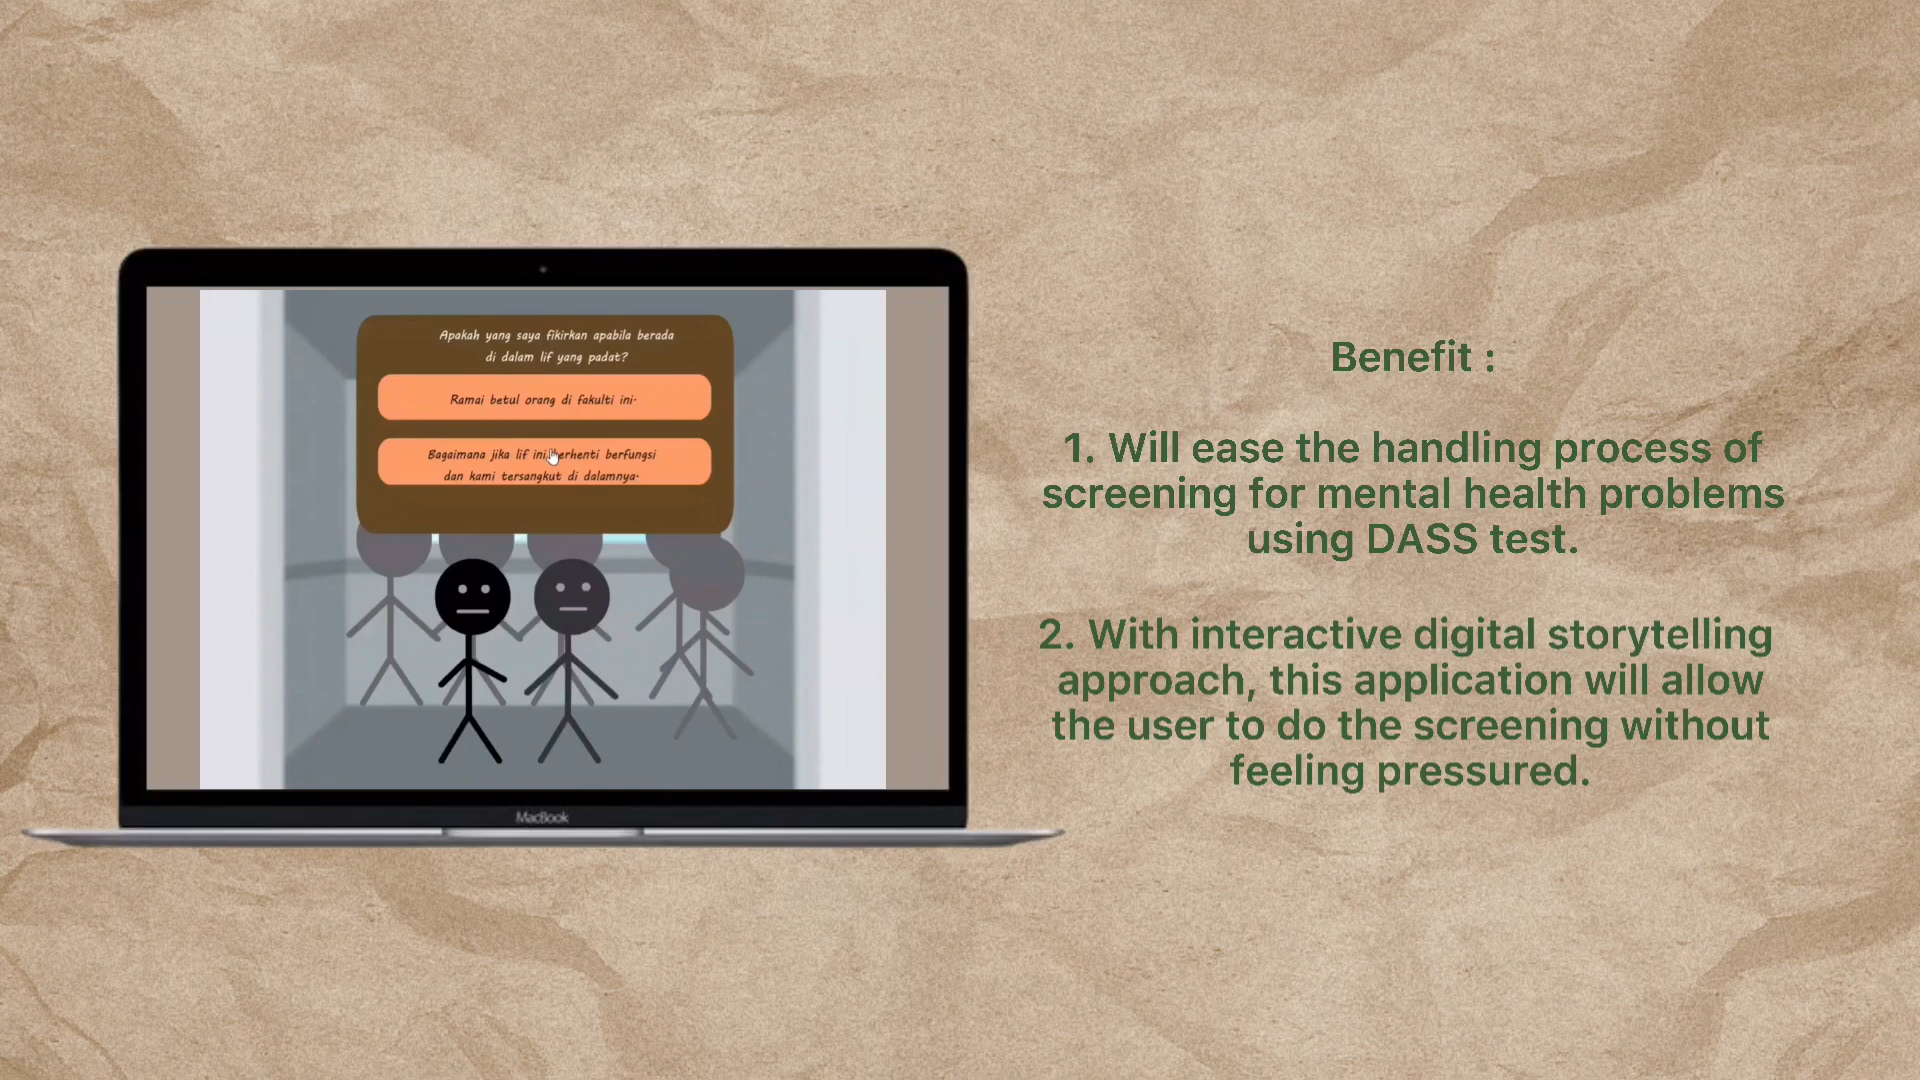 Apakah yang saya fikirkan apabila berada
di dalam lif yang padat?
Ramai betul orang di fakulti ini.
Bagaimana jika lif ini berhenti berfungsi
dan kami tersangkut di dalamnya.
MacBook
Benefit :
1. Will ease the handling process of
screening for mental health problems
using DASS test.
2. With interactive digital storytelling
approach, this application will allow
the user to do the screening without
feeling pressured.